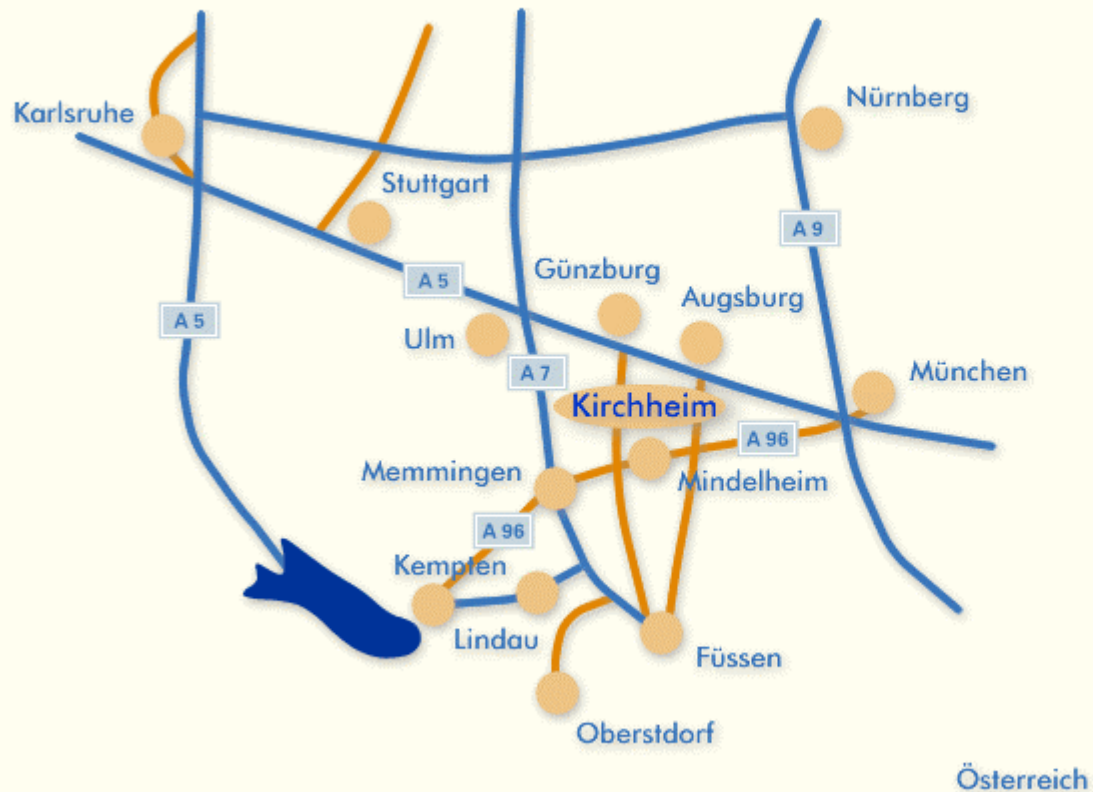 Nürnberg
Karlsruhe
Stuttgart
A 9
Günzburg
A 5
Augsburg
A 5
Ulm
A 7
München
Kirchheim
A 96
Memmingen
Mindelheim
A 96
Kempten
Lindau
Füssen
Oberstdorf
Österreich